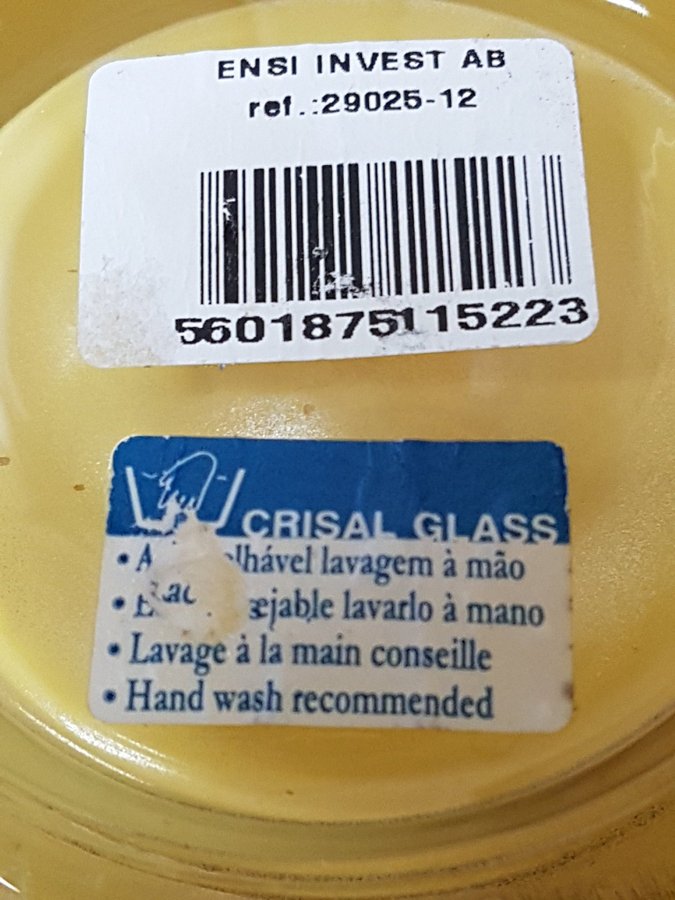 ENSI INVEST AB
ref.:29025-12
5601875115223
CRISAL GLASS
• lavagem à mão
• lavarlo à mano
• Lavage à la main conseille
• Hand wash recommended